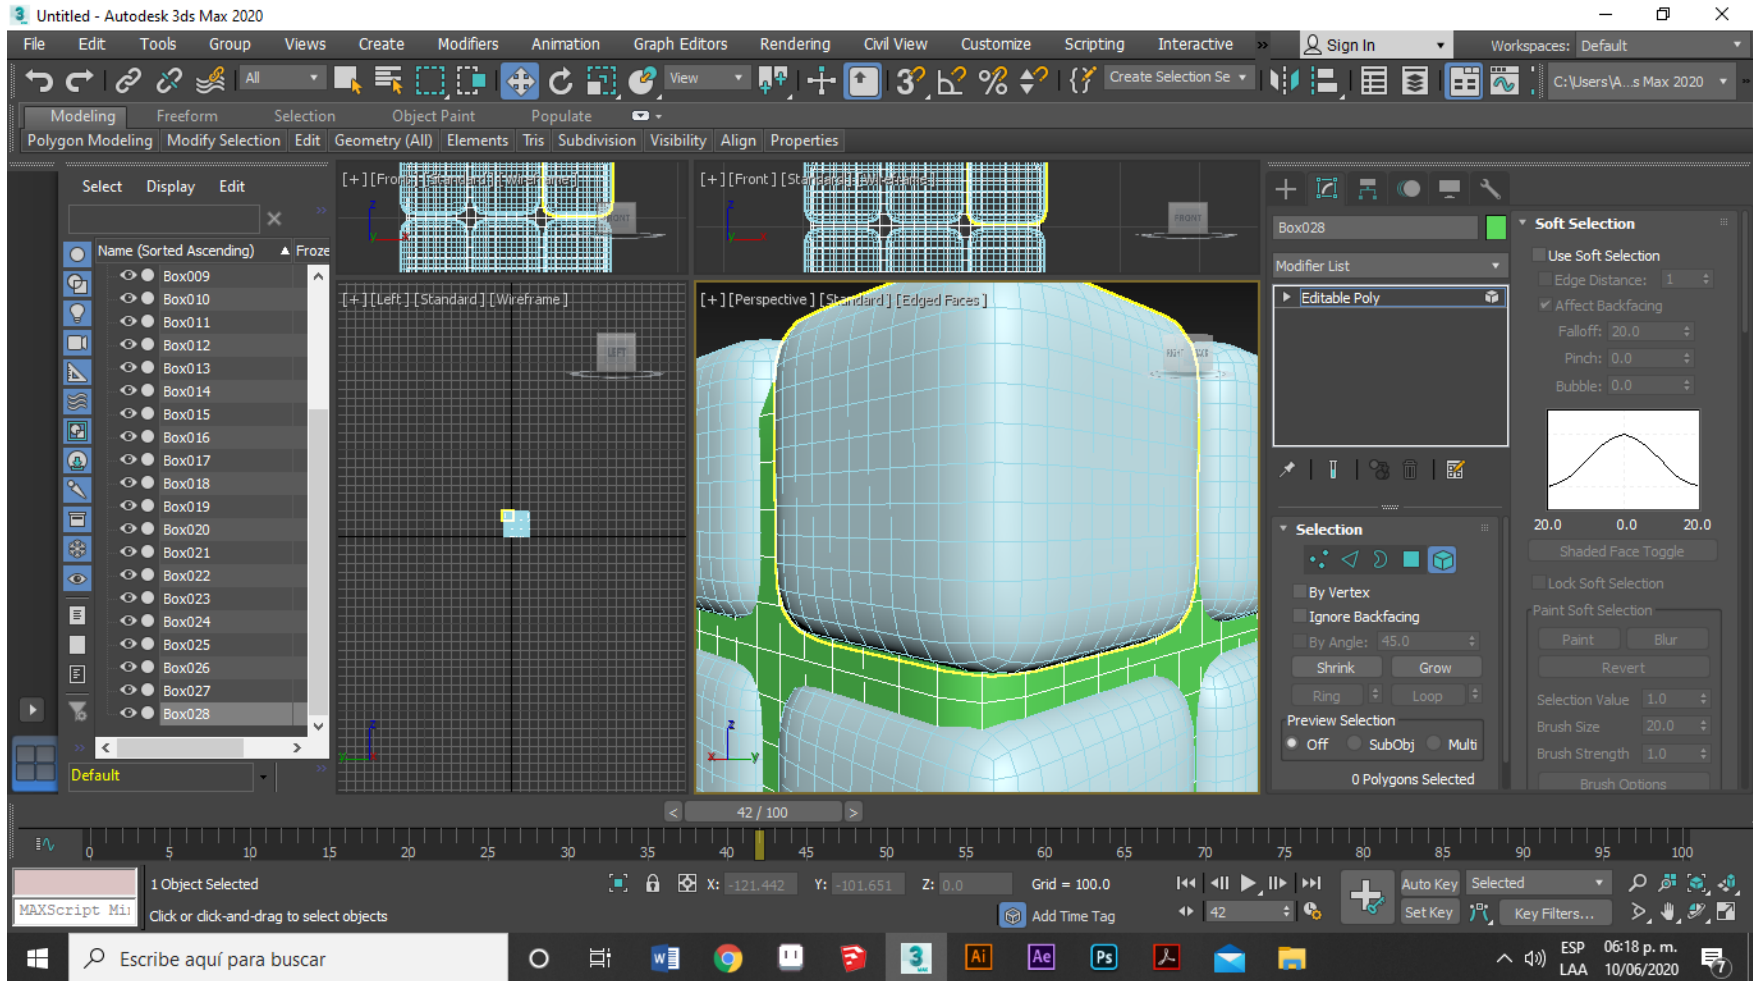 Untitled - Autodesk 3ds Max 2020
File Edit Tools Group Views Create Modifiers Animation Graph Editors Rendering Civil View Customize Scripting Interactive » Sign In Workspaces: Default
All View Create Selection Se C:\Users\A...s Max 2020
Modeling Freeform Selection Object Paint Populate
Polygon Modeling Modify Selection Edit Geometry (All) Elements Tris Subdivision Visibility Align Properties
Select Display Edit
Name (Sorted Ascending) Froze
Box009
Box010
Box011
Box012
Box013
Box014
Box015
Box016
Box017
Box018
Box019
Box020
Box021
Box022
Box023
Box024
Box025
Box026
Box027
Box028
Default
[+] [Front] [Standard] [Wireframe]
FRONT
[+] [Front] [Standard] [Wireframe]
FRONT
[+] [Left] [Standard] [Wireframe]
LEFT
[+] [Perspective] [Standard] [Edged Faces]
RIGHT
Box028
Modifier List
Editable Poly
Selection
By Vertex
Ignore Backfacing
By Angle: 45.0
Shrink Grow
Ring Loop
Preview Selection
Off SubObj Multi
0 Polygons Selected
Soft Selection
Use Soft Selection
Edge Distance: 1
Affect Backfacing
Falloff: 20.0
Pinch: 0.0
Bubble: 0.0
20.0 0.0 20.0
Shaded Face Toggle
Lock Soft Selection
Paint Soft Selection
Paint Blur
Revert
Selection Value 1.0
Brush Size 20.0
Brush Strength 1.0
Brush Options
< 42 / 100 >
0 5 10 15 20 25 30 35 40 45 50 55 60 65 70 75 80 85 90 95 100
1 Object Selected X: -121.442 Y: -101.651 Z: 0.0 Grid = 100.0 Auto Key Selected
MAXScript Mi Click or click-and-drag to select objects Add Time Tag 42 Set Key Key Filters...
Escribe aquí para buscar
ESP 06:18 p. m.
LAA 10/06/2020
7